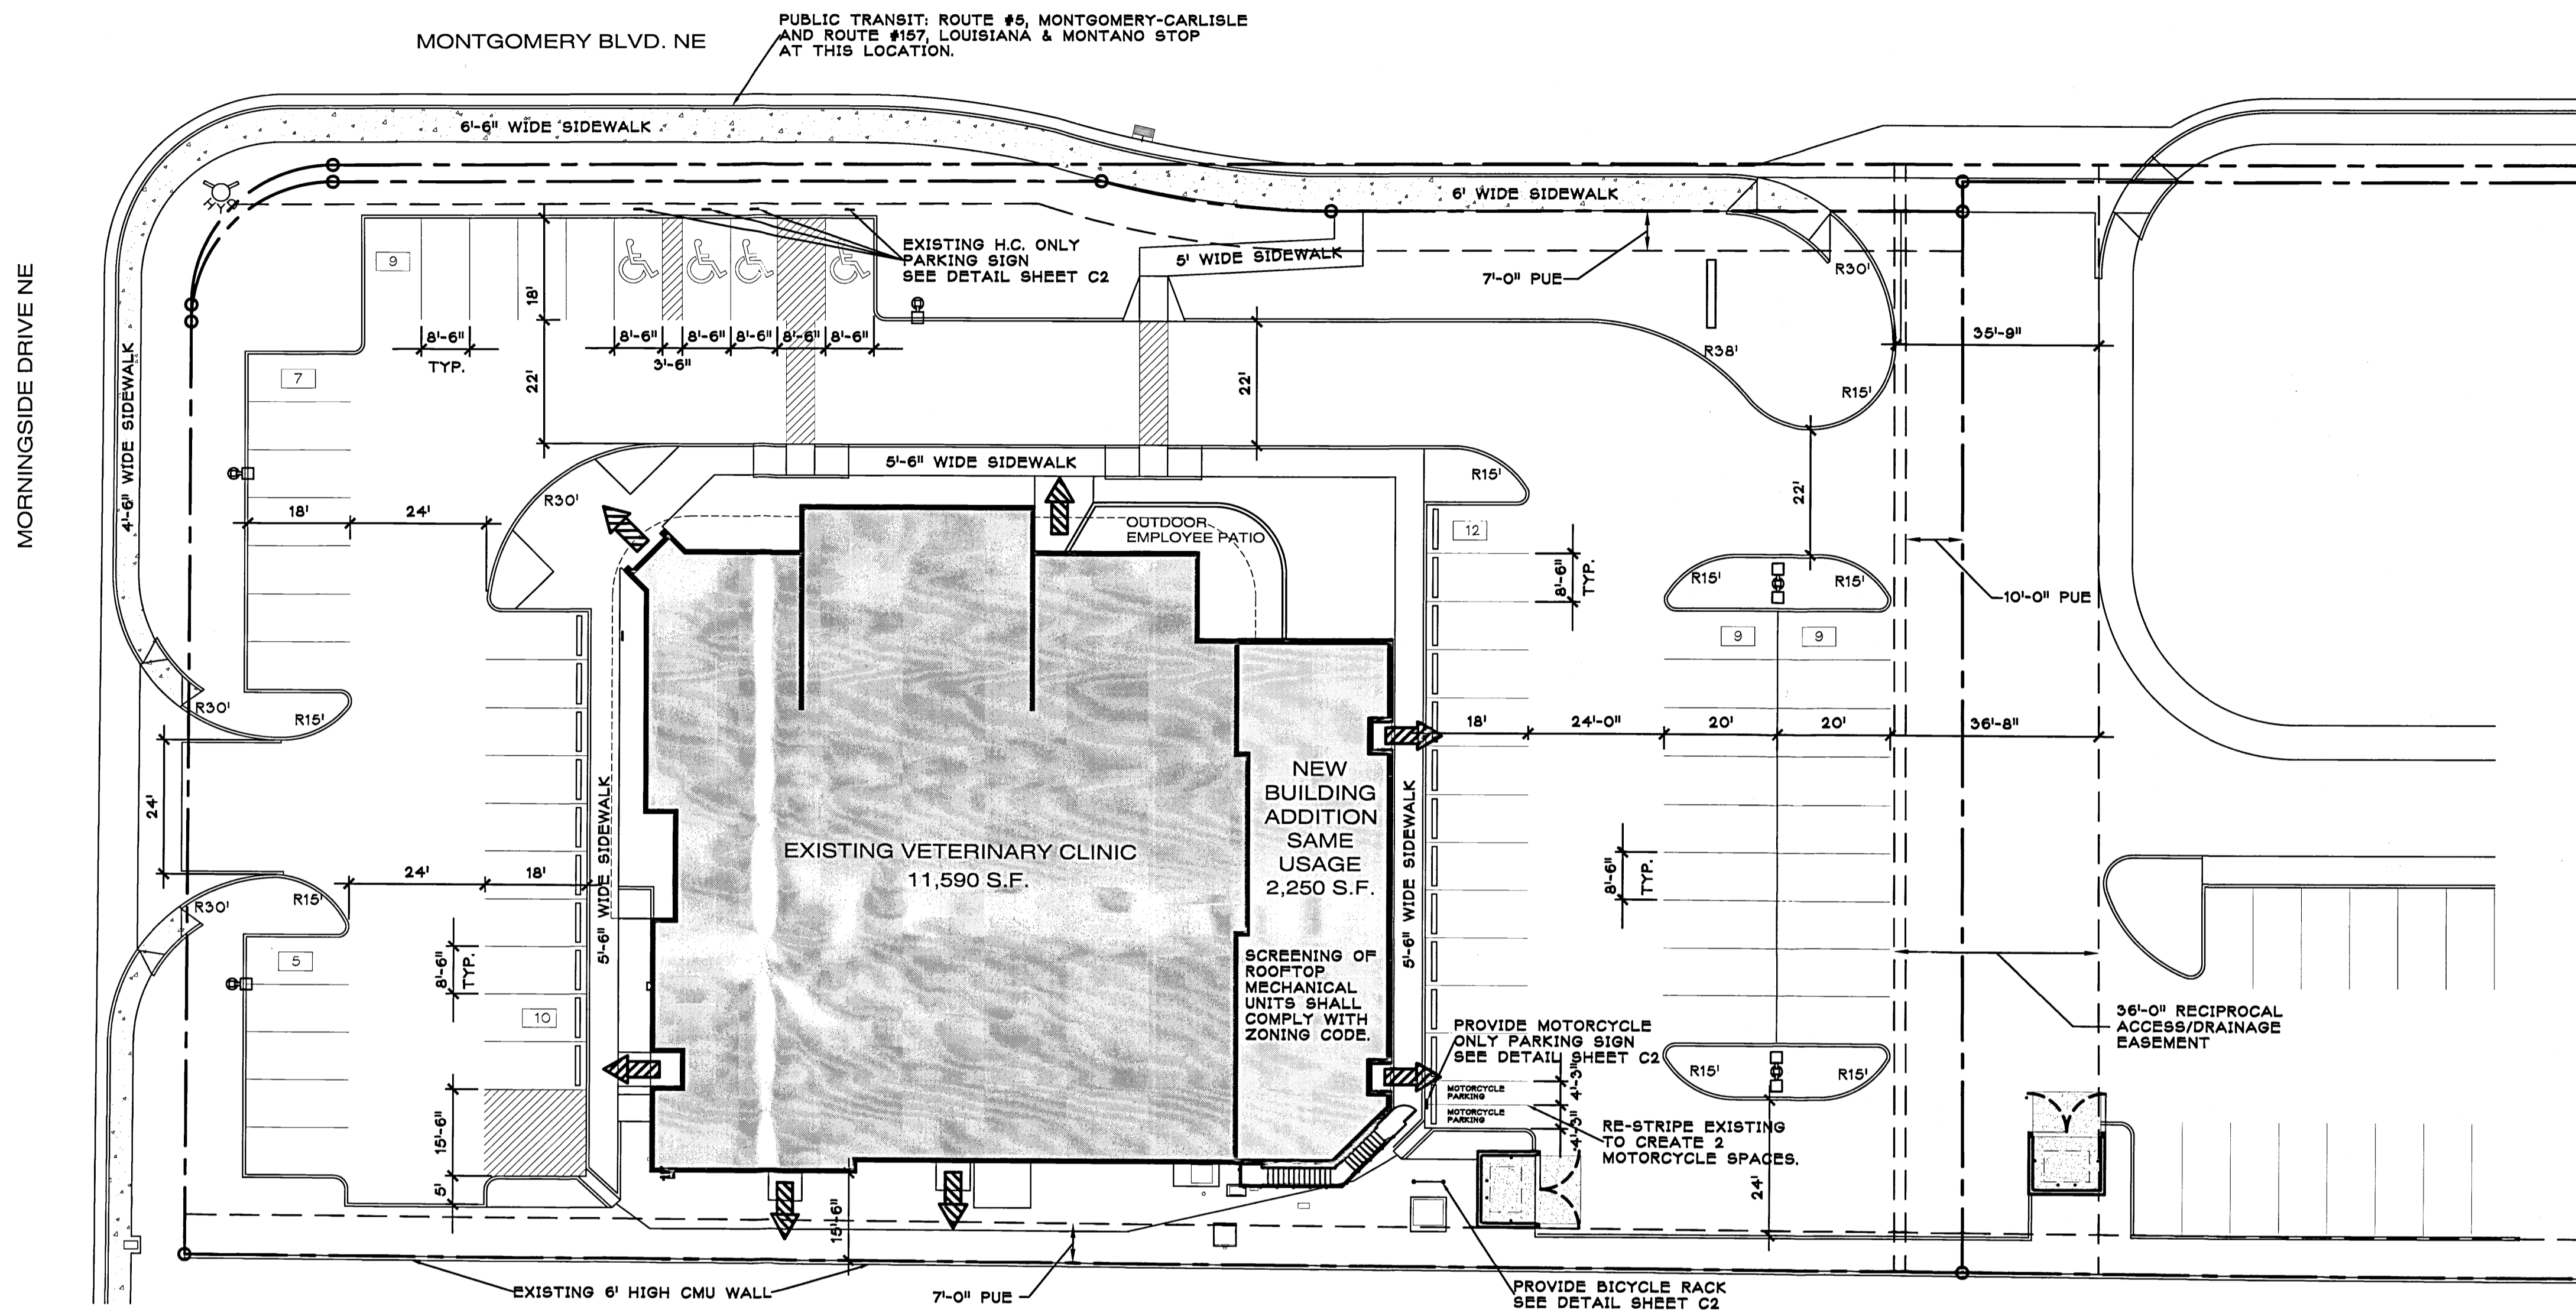 PUBLIC TRANSIT: ROUTE #5, MONTGOMERY-CARLISLE
AND ROUTE #157, LOUISIANA & MONTANO STOP
AT THIS LOCATION.
MONTGOMERY BLVD. NE
6'-6" WIDE SIDEWALK
6' WIDE SIDEWALK
HYD
MORNINGSIDE DRIVE NE
4'-6" WIDE SIDEWALK
9
EXISTING H.C. ONLY
PARKING SIGN
SEE DETAIL SHEET C2
5' WIDE SIDEWALK
7'-0" PUE
R30'
18'
8'-6"
TYP.
8'-6"
3'-6"
8'-6"
8'-6"
8'-6"
8'-6"
22'
22'
R38'
R15'
35'-9"
7
18'
24'
R30'
5'-6" WIDE SIDEWALK
OUTDOOR
EMPLOYEE PATIO
R15'
12
8'-6"
TYP.
22'
R15'
R15'
10'-0" PUE
9
9
R30'
R15'
24'
18'
24'-0"
20'
20'
36'-8"
NEW
BUILDING
ADDITION
SAME
USAGE
2,250 S.F.
EXISTING VETERINARY CLINIC
11,590 S.F.
5'-6" WIDE SIDEWALK
5'-6" WIDE SIDEWALK
8'-6"
TYP.
24'
18'
R30'
R15'
5
8'-6"
TYP.
10
SCREENING OF
ROOFTOP
MECHANICAL
UNITS SHALL
COMPLY WITH
ZONING CODE.
PROVIDE MOTORCYCLE
ONLY PARKING SIGN
SEE DETAIL SHEET C2
36'-0" RECIPROCAL
ACCESS/DRAINAGE
EASEMENT
R15'
R15'
MOTORCYCLE
PARKING
4'-3"
MOTORCYCLE
PARKING
4'-3"
RE-STRIPE EXISTING
TO CREATE 2
MOTORCYCLE SPACES.
15'-6"
5'
15'-6"
24'
EXISTING 6' HIGH CMU WALL
7'-0" PUE
PROVIDE BICYCLE RACK
SEE DETAIL SHEET C2